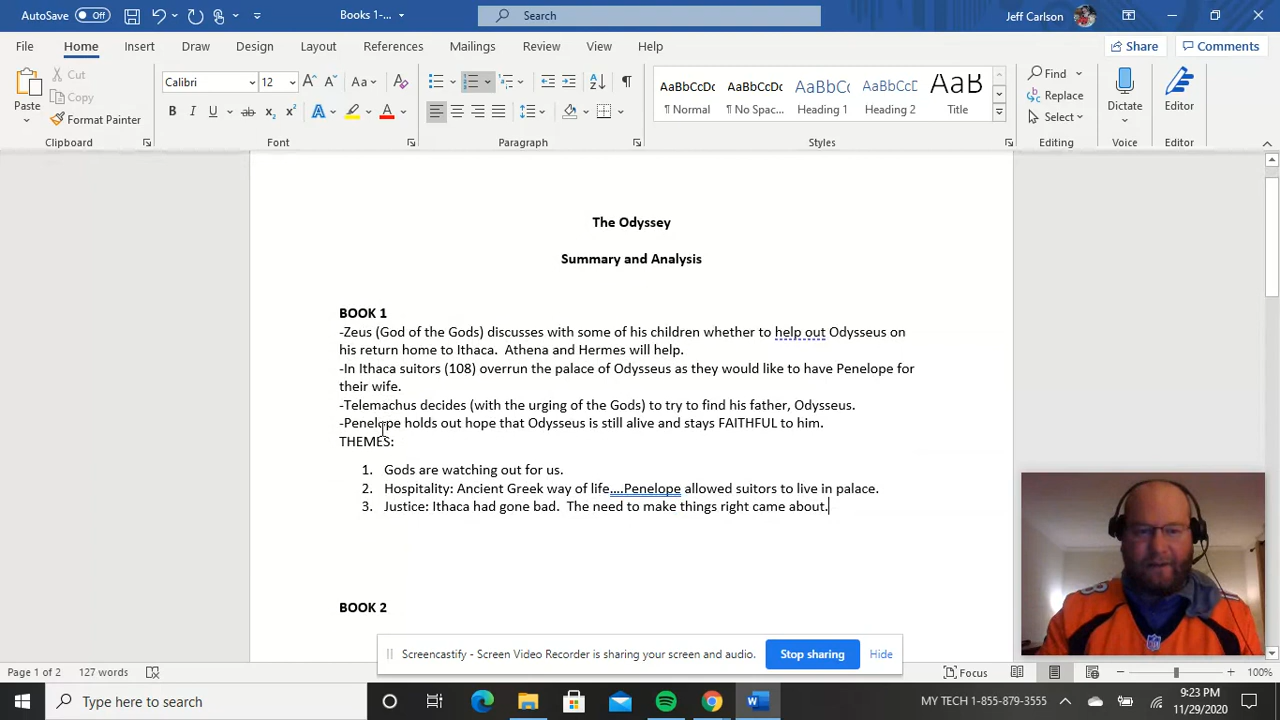 AutoSave Off Books 1-... Search Jeff Carlson
File Home Insert Draw Design Layout References Mailings Review View Help Share Comments
Paste Cut Copy Format Painter
Calibri 12 Aa
B I U ab x₂ x² A A
AaBbCcDc AaBbCcDc AaBbCc AaBbCcE AaB
¶ Normal ¶ No Spac... Heading 1 Heading 2 Title
Find Replace Select
Dictate Editor
Clipboard Font Paragraph Styles Editing Voice Editor
The Odyssey
Summary and Analysis
BOOK 1
-Zeus (God of the Gods) discusses with some of his children whether to help out Odysseus on
his return home to Ithaca.  Athena and Hermes will help.
-In Ithaca suitors (108) overrun the palace of Odysseus as they would like to have Penelope for
their wife.
-Telemachus decides (with the urging of the Gods) to try to find his father, Odysseus.
-Penelope holds out hope that Odysseus is still alive and stays FAITHFUL to him.
THEMES:
1. Gods are watching out for us.
2. Hospitality: Ancient Greek way of life....Penelope allowed suitors to live in palace.
3. Justice: Ithaca had gone bad.  The need to make things right came about.
BOOK 2
Screencastify - Screen Video Recorder is sharing your screen and audio. Stop sharing Hide
Page 1 of 2 127 words Focus 100%
Type here to search MY TECH 1-855-879-3555 9:23 PM
11/29/2020